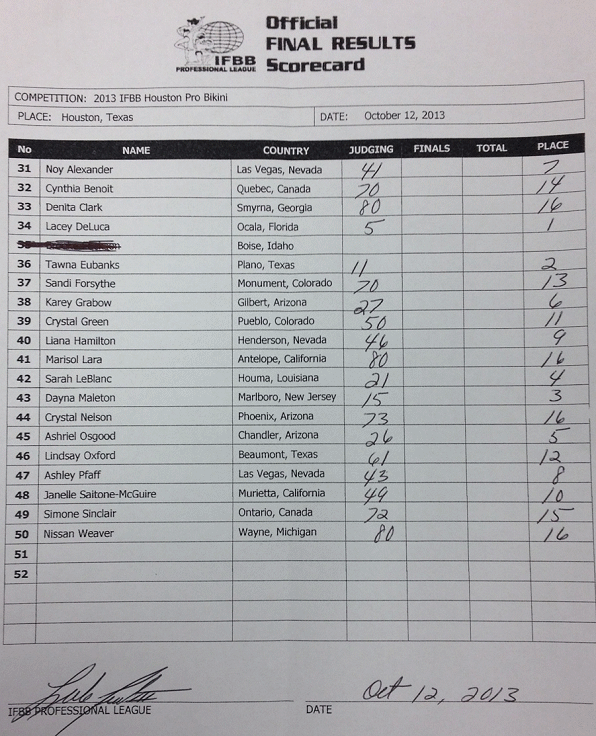 Official
FINAL RESULTS
Scorecard
IFBB
PROFESSIONAL LEAGUE
COMPETITION: 2013 IFBB Houston Pro Bikini
PLACE: Houston, Texas DATE: October 12, 2013
No NAME COUNTRY JUDGING FINALS TOTAL PLACE
31 Noy Alexander Las Vegas, Nevada 41 7
32 Cynthia Benoit Quebec, Canada 70 14
33 Denita Clark Smyrna, Georgia 80 16
34 Lacey DeLuca Ocala, Florida 5 1
35 Boise, Idaho
36 Tawna Eubanks Plano, Texas 11 2
37 Sandi Forsythe Monument, Colorado 70 13
38 Karey Grabow Gilbert, Arizona 27 6
39 Crystal Green Pueblo, Colorado 50 11
40 Liana Hamilton Henderson, Nevada 46 9
41 Marisol Lara Antelope, California 80 16
42 Sarah LeBlanc Houma, Louisiana 21 4
43 Dayna Maleton Marlboro, New Jersey 15 3
44 Crystal Nelson Phoenix, Arizona 73 16
45 Ashriel Osgood Chandler, Arizona 26 5
46 Lindsay Oxford Beaumont, Texas 61 12
47 Ashley Pfaff Las Vegas, Nevada 43 8
48 Janelle Saitone-McGuire Murietta, California 49 10
49 Simone Sinclair Ontario, Canada 72 15
50 Nissan Weaver Wayne, Michigan 80 16
51
52
Oct 12, 2013
IFBB PROFESSIONAL LEAGUE DATE